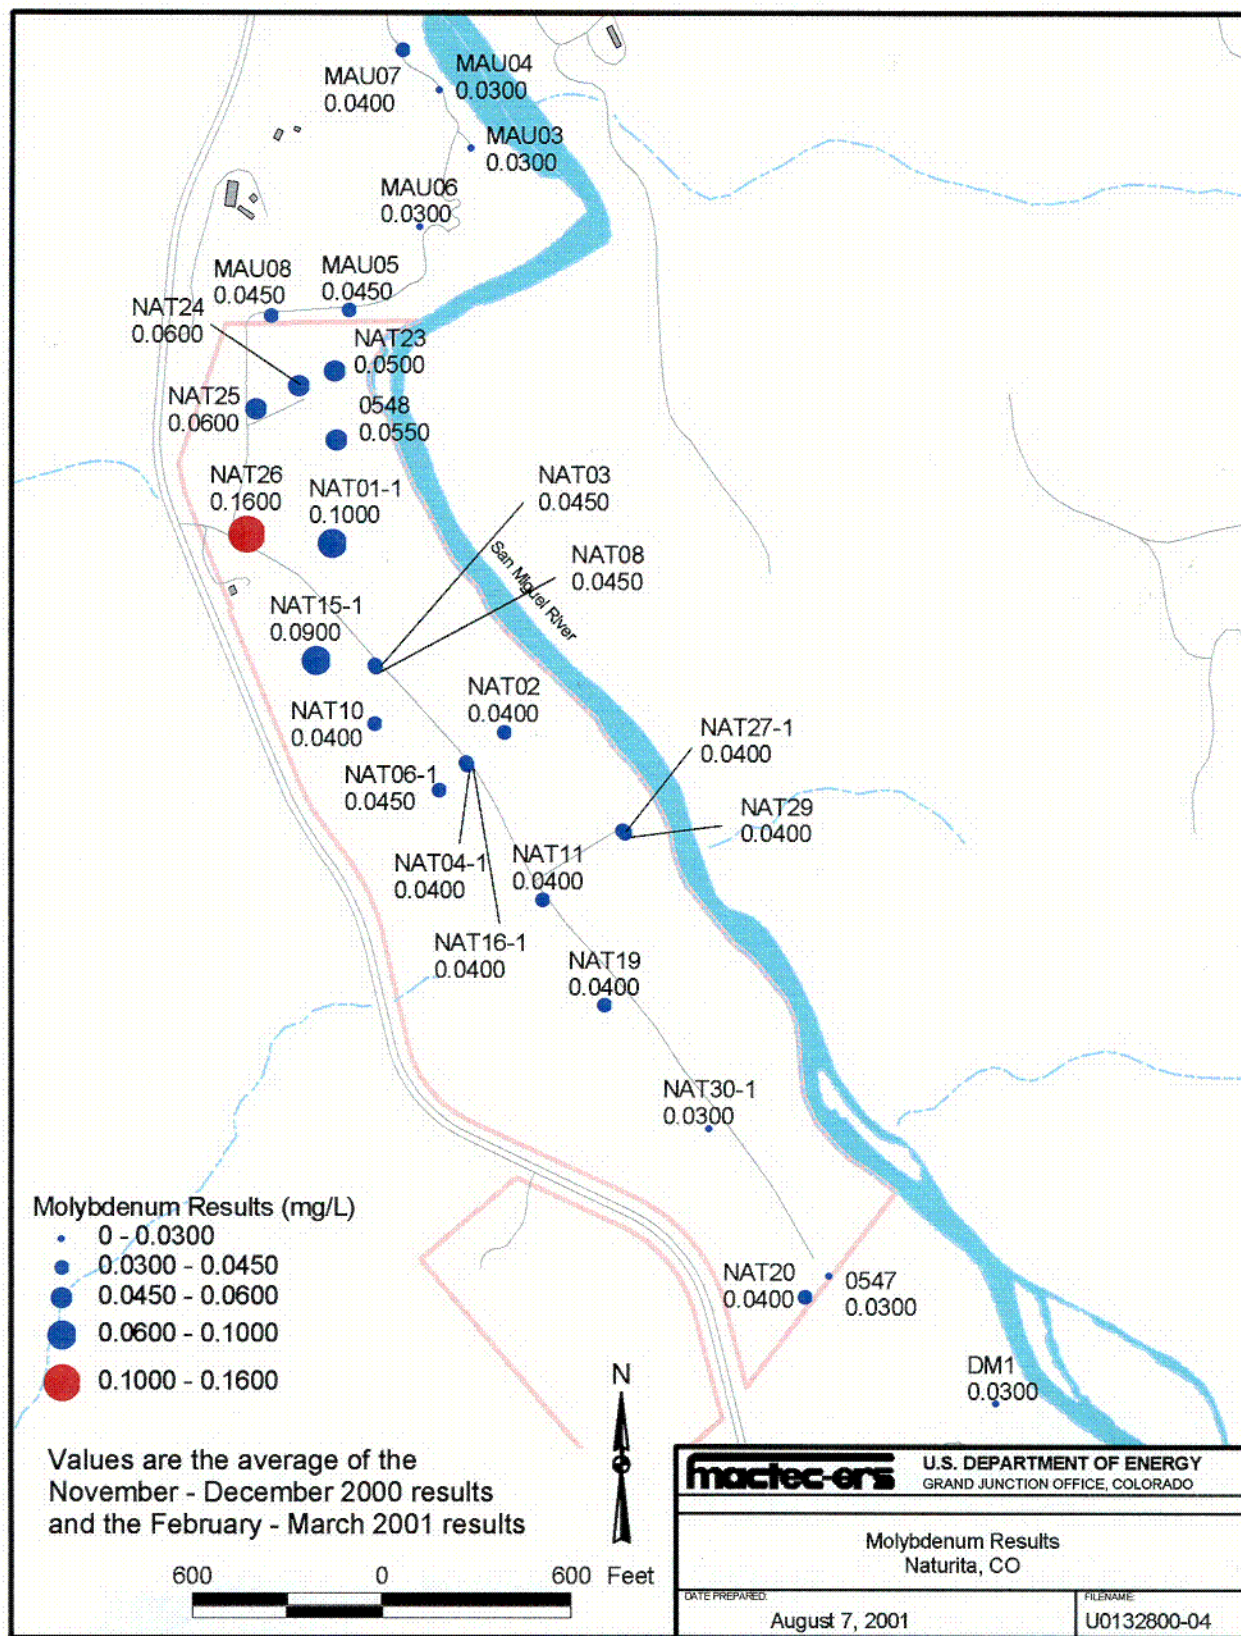 MAU07
0.0400
MAU04
0.0300
MAU03
0.0300
MAU06
0.0300
MAU08
0.0450
MAU05
0.0450
NAT24
0.0600
NAT23
0.0500
NAT25
0.0600
0548
0.0550
NAT26
0.1600
NAT01-1
0.1000
NAT03
0.0450
NAT08
0.0450
San Miguel River
NAT15-1
0.0900
NAT02
0.0400
NAT10
0.0400
NAT27-1
0.0400
NAT06-1
0.0450
NAT29
0.0400
NAT04-1
0.0400
NAT11
0.0400
NAT16-1
0.0400
NAT19
0.0400
NAT30-1
0.0300
NAT20
0.0400
0547
0.0300
DM1
0.0300
Molybdenum Results (mg/L)
0 - 0.0300
0.0300 - 0.0450
0.0450 - 0.0600
0.0600 - 0.1000
0.1000 - 0.1600
Values are the average of the
November - December 2000 results
and the February - March 2001 results
N
600 0 600 Feet
mactec-ers
U.S. DEPARTMENT OF ENERGY
GRAND JUNCTION OFFICE, COLORADO
Molybdenum Results
Naturita, CO
DATE PREPARED:
August 7, 2001
FILENAME:
U0132800-04